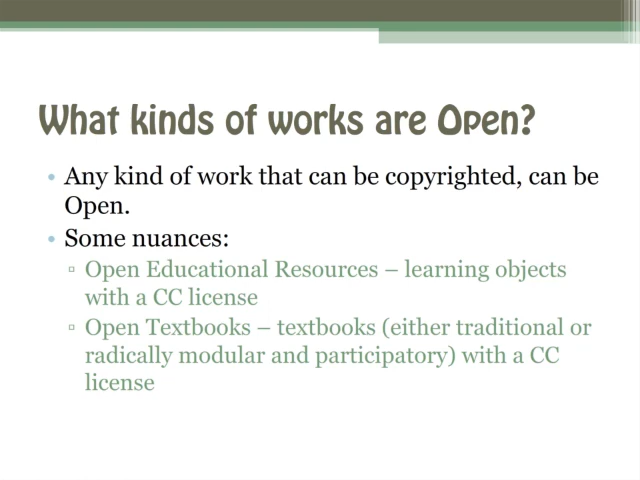 What kinds of works are Open?
• Any kind of work that can be copyrighted, can be
Open.
• Some nuances:
▫ Open Educational Resources – learning objects
with a CC license
▫ Open Textbooks – textbooks (either traditional or
radically modular and participatory) with a CC
license